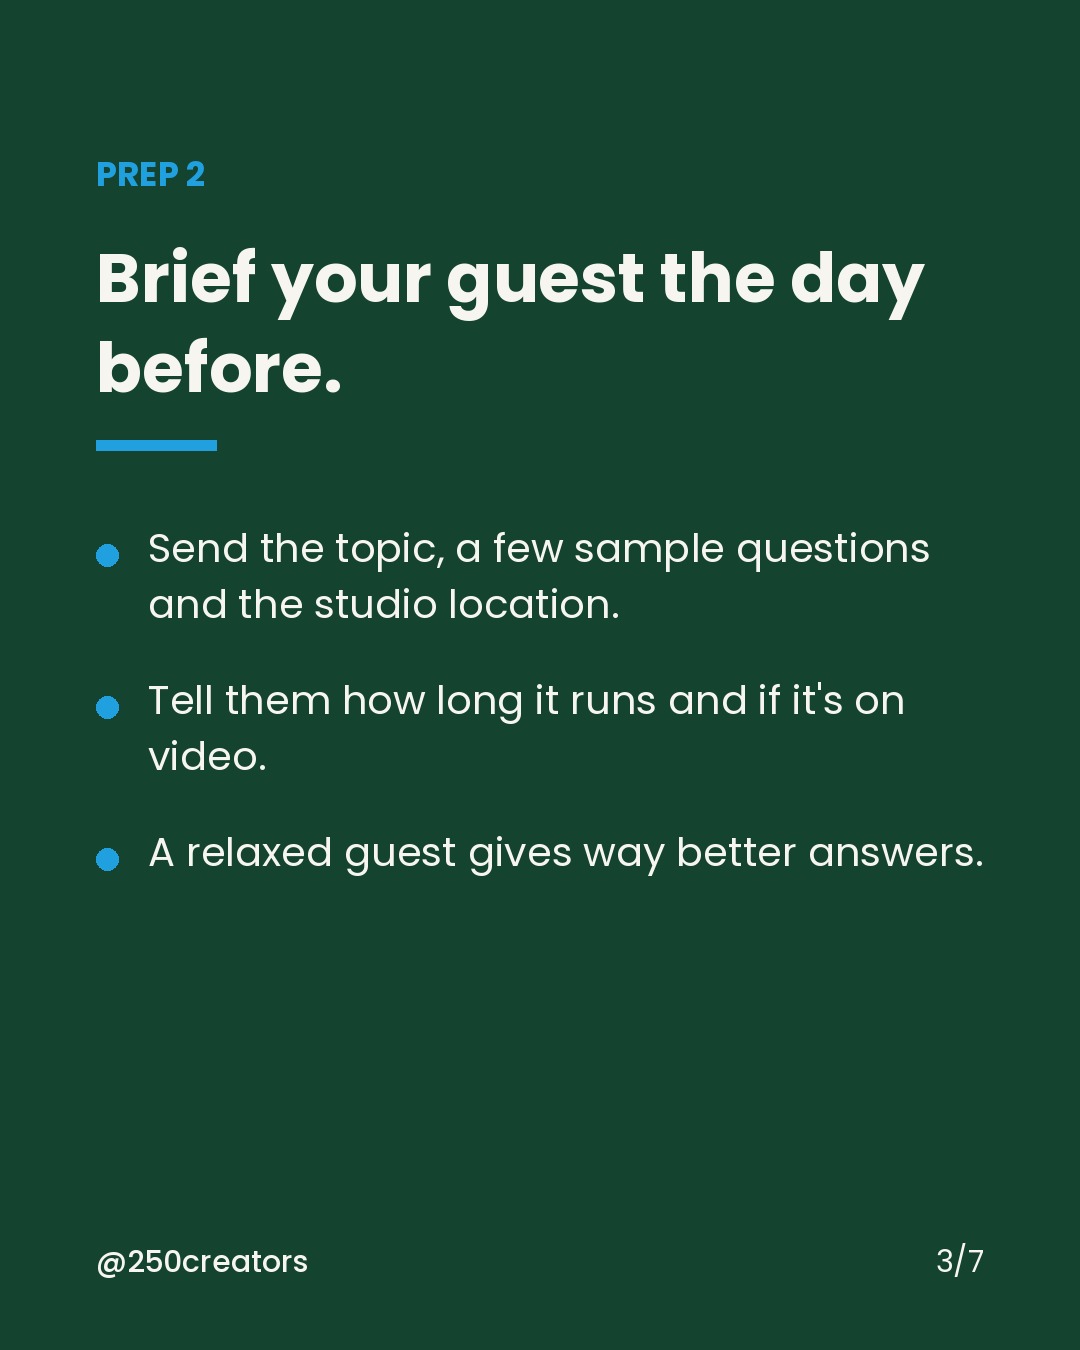 PREP 2
Brief your guest the day
before.
Send the topic, a few sample questions
and the studio location.
Tell them how long it runs and if it's on
video.
A relaxed guest gives way better answers.
@250creators
3/7